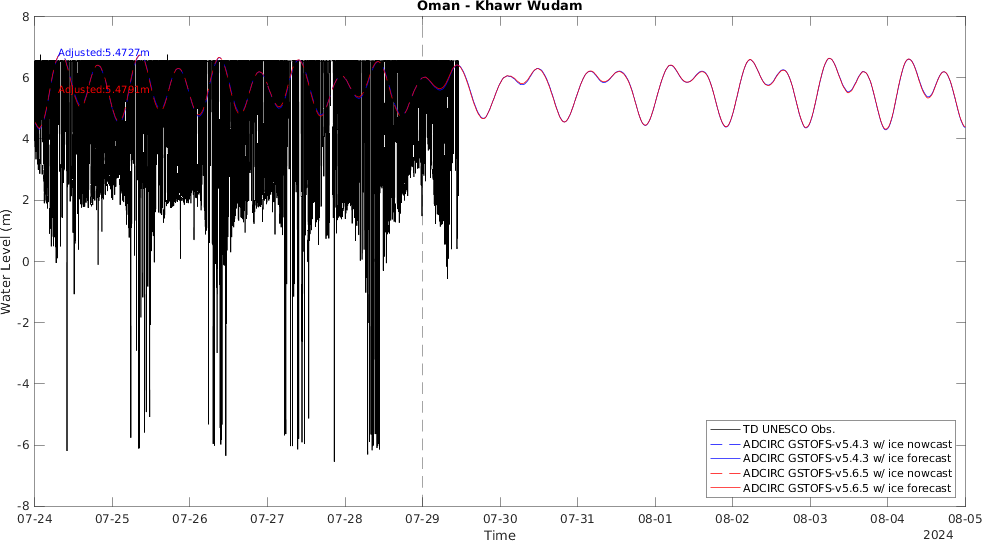 Oman - Khawr Wudam
8
6
4
2
0
-2
-4
-6
-8
Water Level (m)
Adjusted:5.4727m
Adjusted:5.4791m
TD UNESCO Obs.
ADCIRC GSTOFS-v5.4.3 w/ ice nowcast
ADCIRC GSTOFS-v5.4.3 w/ ice forecast
ADCIRC GSTOFS-v5.6.5 w/ ice nowcast
ADCIRC GSTOFS-v5.6.5 w/ ice forecast
07-24 07-25 07-26 07-27 07-28 07-29 07-30 07-31 08-01 08-02 08-03 08-04 08-05
Time
2024